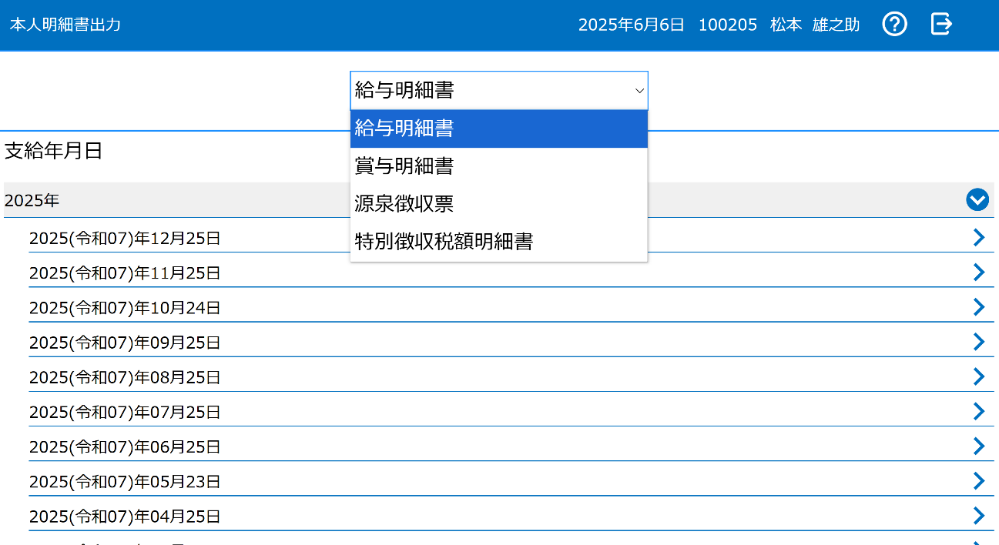 本人明細書出力
2025年6月6日 100205 松本 雄之助
給与明細書
給与明細書
賞与明細書
源泉徴収票
特別徴収税額明細書
支給年月日
2025年
2025(令和07)年12月25日
2025(令和07)年11月25日
2025(令和07)年10月24日
2025(令和07)年09月25日
2025(令和07)年08月25日
2025(令和07)年07月25日
2025(令和07)年06月25日
2025(令和07)年05月23日
2025(令和07)年04月25日